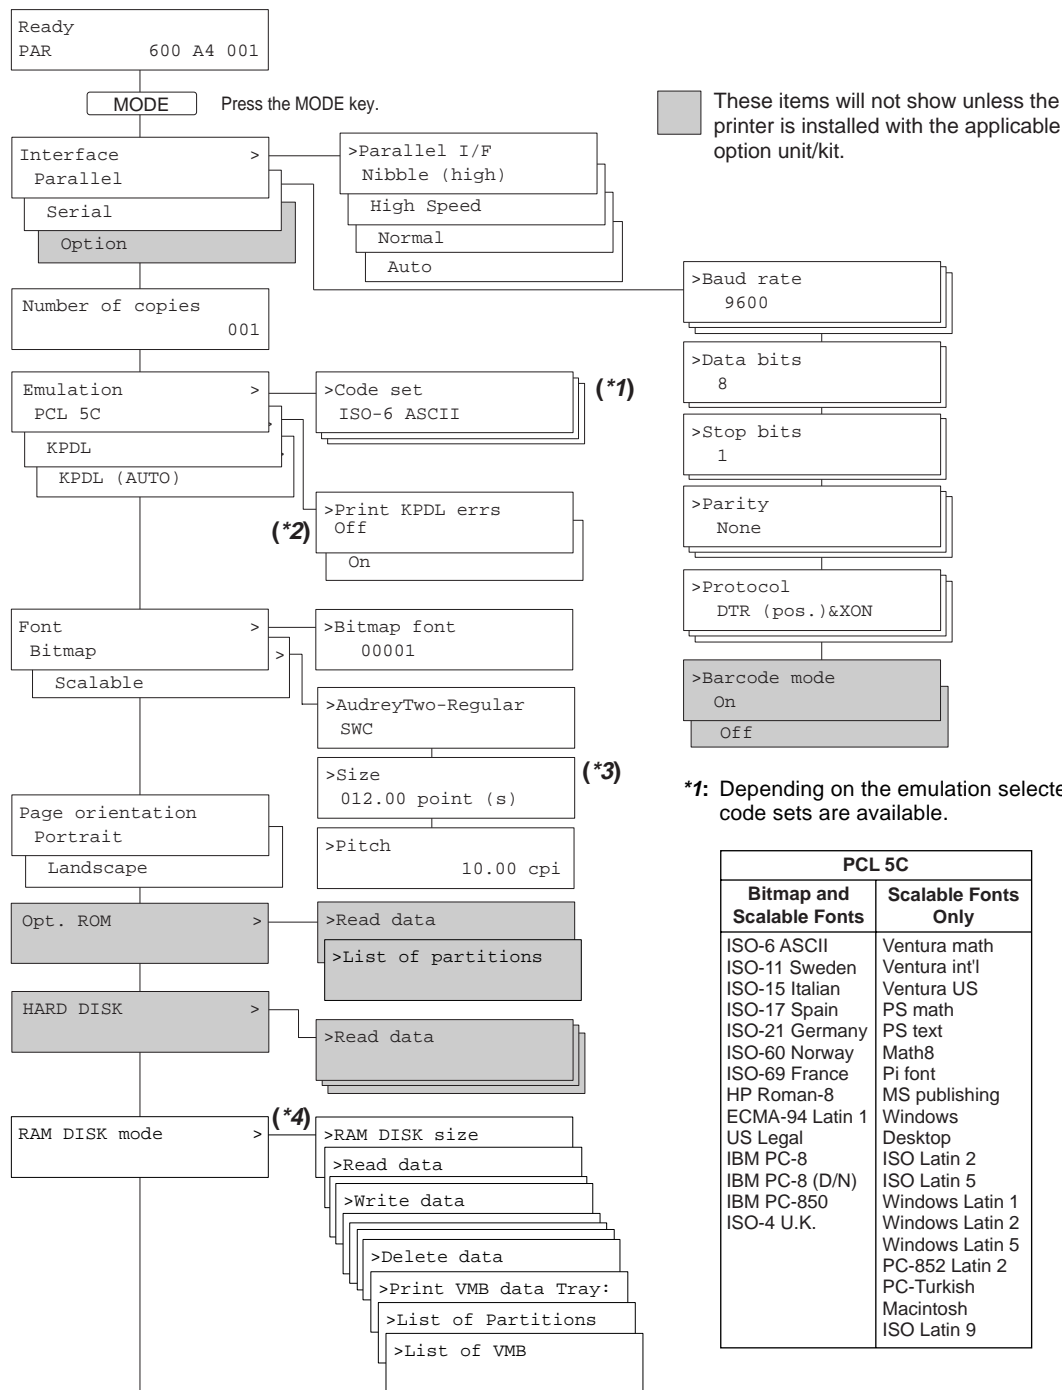 Ready
PAR 600 A4 001
MODE
Press the MODE key.
These items will not show unless the
printer is installed with the applicable
option unit/kit.
Interface >
Parallel
Serial
Option
>Parallel I/F
Nibble (high)
High Speed
Normal
Auto
>Baud rate
9600
>Data bits
8
>Stop bits
1
>Parity
None
>Protocol
DTR (pos.)&XON
>Barcode mode
On
Off
Number of copies
001
Emulation >
PCL 5C
KPDL
KPDL (AUTO)
>Code set
ISO-6 ASCII
(*1)
(*2)
>Print KPDL errs
Off
On
Font >
Bitmap >
Scalable
>Bitmap font
00001
>AudreyTwo-Regular
SWC
>Size
012.00 point (s)
(*3)
>Pitch
10.00 cpi
Page orientation
Portrait
Landscape
Opt. ROM >
>Read data
>List of partitions
HARD DISK >
>Read data
RAM DISK mode >
(*4)
>RAM DISK size
>Read data
>Write data
>Delete data
>Print VMB data Tray:
>List of Partitions
>List of VMB
*1: Depending on the emulation selecte
code sets are available.
PCL 5C
Bitmap and
Scalable Fonts
Scalable Fonts
Only
ISO-6 ASCII
ISO-11 Sweden
ISO-15 Italian
ISO-17 Spain
ISO-21 Germany
ISO-60 Norway
ISO-69 France
HP Roman-8
ECMA-94 Latin 1
US Legal
IBM PC-8
IBM PC-8 (D/N)
IBM PC-850
ISO-4 U.K.
Ventura math
Ventura int'l
Ventura US
PS math
PS text
Math8
Pi font
MS publishing
Windows
Desktop
ISO Latin 2
ISO Latin 5
Windows Latin 1
Windows Latin 2
Windows Latin 5
PC-852 Latin 2
PC-Turkish
Macintosh
ISO Latin 9